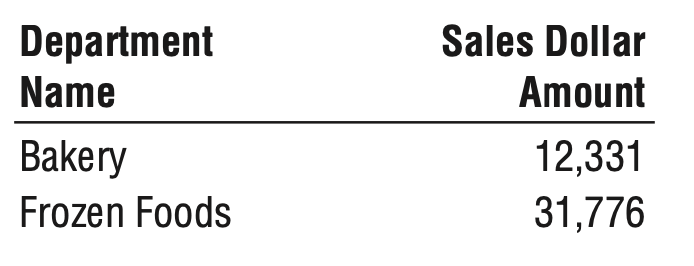 Department Name Sales Dollar Amount
Bakery 12,331
Frozen Foods 31,776